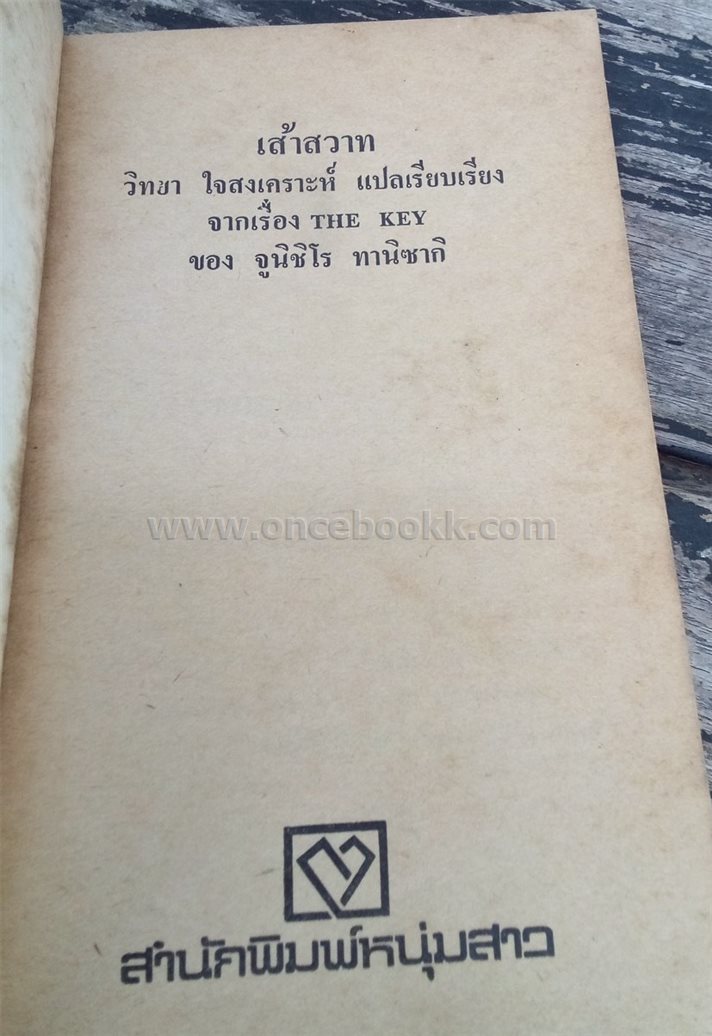 เส้าสวาท
วิทยา ใจสงเคราะห์ แปลเรียบเรียง
จากเรื่อง THE KEY
ของ จูนิชิโร ทานิซากิ
www.oncebookk.com
สำนักพิมพ์หนุ่มสาว